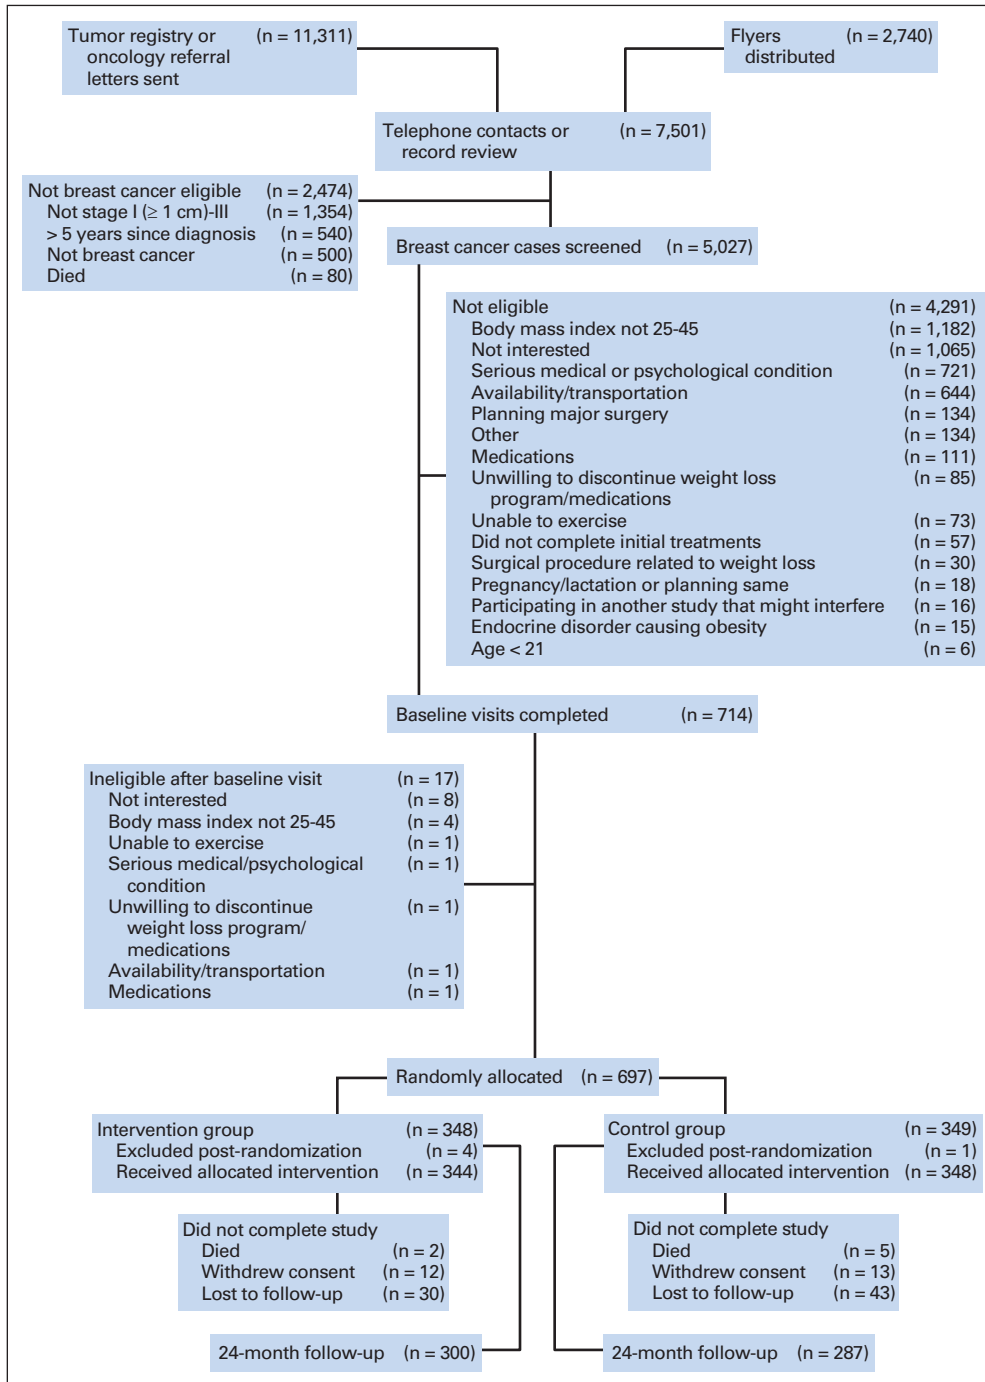 Tumor registry or (n = 11,311)
oncology referral
letters sent
Flyers (n = 2,740)
distributed
Telephone contacts or (n = 7,501)
record review
Not breast cancer eligible (n = 2,474)
Not stage I (≥ 1 cm)-III (n = 1,354)
> 5 years since diagnosis (n = 540)
Not breast cancer (n = 500)
Died (n = 80)
Breast cancer cases screened (n = 5,027)
Not eligible (n = 4,291)
Body mass index not 25-45 (n = 1,182)
Not interested (n = 1,065)
Serious medical or psychological condition (n = 721)
Availability/transportation (n = 644)
Planning major surgery (n = 134)
Other (n = 134)
Medications (n = 111)
Unwilling to discontinue weight loss (n = 85)
program/medications
Unable to exercise (n = 73)
Did not complete initial treatments (n = 57)
Surgical procedure related to weight loss (n = 30)
Pregnancy/lactation or planning same (n = 18)
Participating in another study that might interfere (n = 16)
Endocrine disorder causing obesity (n = 15)
Age < 21 (n = 6)
Baseline visits completed (n = 714)
Ineligible after baseline visit (n = 17)
Not interested (n = 8)
Body mass index not 25-45 (n = 4)
Unable to exercise (n = 1)
Serious medical/psychological (n = 1)
condition
Unwilling to discontinue (n = 1)
weight loss program/
medications
Availability/transportation (n = 1)
Medications (n = 1)
Randomly allocated (n = 697)
Intervention group (n = 348)
Excluded post-randomization (n = 4)
Received allocated intervention (n = 344)
Control group (n = 349)
Excluded post-randomization (n = 1)
Received allocated intervention (n = 348)
Did not complete study
Died (n = 2)
Withdrew consent (n = 12)
Lost to follow-up (n = 30)
Did not complete study
Died (n = 5)
Withdrew consent (n = 13)
Lost to follow-up (n = 43)
24-month follow-up (n = 300)
24-month follow-up (n = 287)